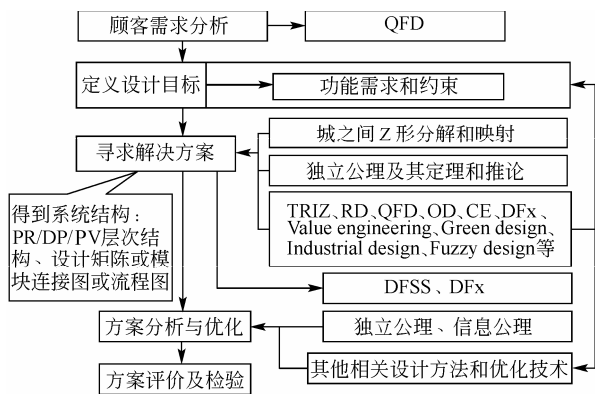 顾客需求分析
QFD
定义设计目标
功能需求和约束
寻求解决方案
城之间 Z 形分解和映射
独立公理及其定理和推论
TRIZ、RD、QFD、OD、CE、DFx、
Value engineering、Green design、
Industrial design、Fuzzy design等
得到系统结构：
PR/DP/PV层次结
构、设计矩阵或模
块连接图或流程图
DFSS、DFx
方案分析与优化
独立公理、信息公理
其他相关设计方法和优化技术
方案评价及检验